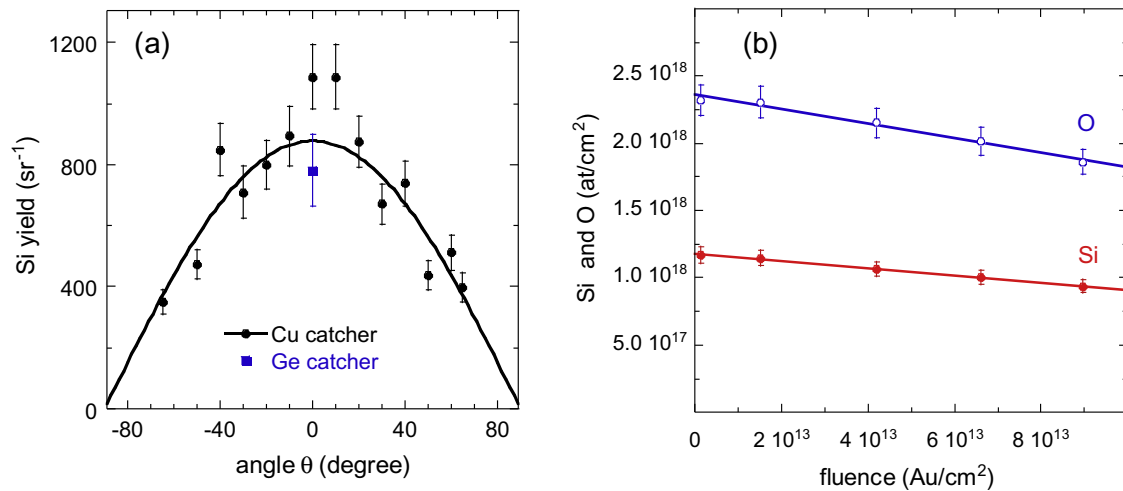 (a)
1200
800
400
0
Si yield (sr⁻¹)
Cu catcher
Ge catcher
-80 -40 0 40 80
angle θ (degree)
(b)
2.5 10¹⁸
2.0 10¹⁸
1.5 10¹⁸
1.0 10¹⁸
5.0 10¹⁷
Si and O (at/cm²)
O
Si
0 2 10¹³ 4 10¹³ 6 10¹³ 8 10¹³
fluence (Au/cm²)